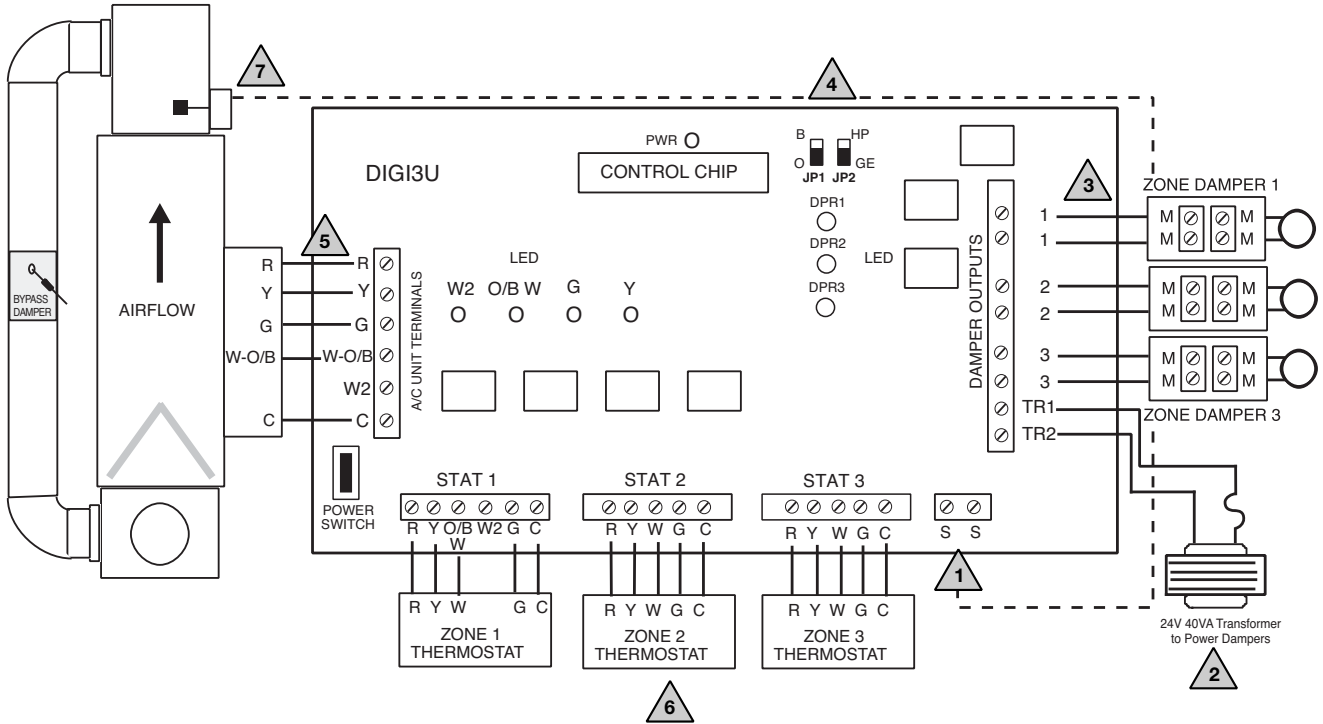 7
4
PWR
B
HP
O
GE
JP1 JP2
DIGI3U
CONTROL CHIP
3
ZONE DAMPER 1
DPR1
DPR2
DPR3
LED
1
1
2
2
3
3
TR1
TR2
DAMPER OUTPUTS
M M
M M
M M
M M
M M
M M
ZONE DAMPER 3
5
R R
Y Y
G G
W-O/B W-O/B
W2
C C
A/C UNIT TERMINALS
AIRFLOW
BYPASS
DAMPER
LED
W2 O/B W G Y
POWER
SWITCH
STAT 1
R Y O/B W2 G C
W
STAT 2
R Y W G C
STAT 3
R Y W G C
S S
1
R Y W G C
ZONE 1
THERMOSTAT
R Y W G C
ZONE 2
THERMOSTAT
R Y W G C
ZONE 3
THERMOSTAT
24V 40VA Transformer
to Power Dampers
2
6